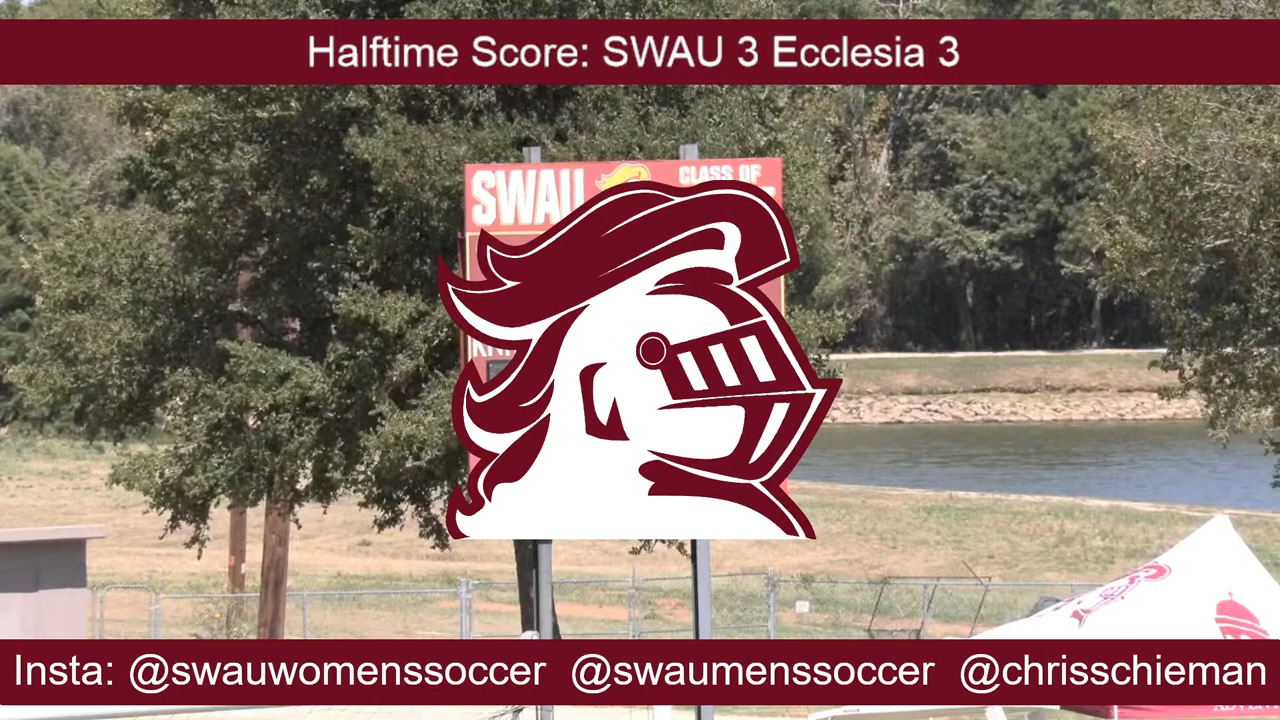 Halftime Score: SWAU 3 Ecclesia 3
SWAU
CLASS OF
Insta: @swauwomenssoccer @swaumenssoccer @chrisschieman